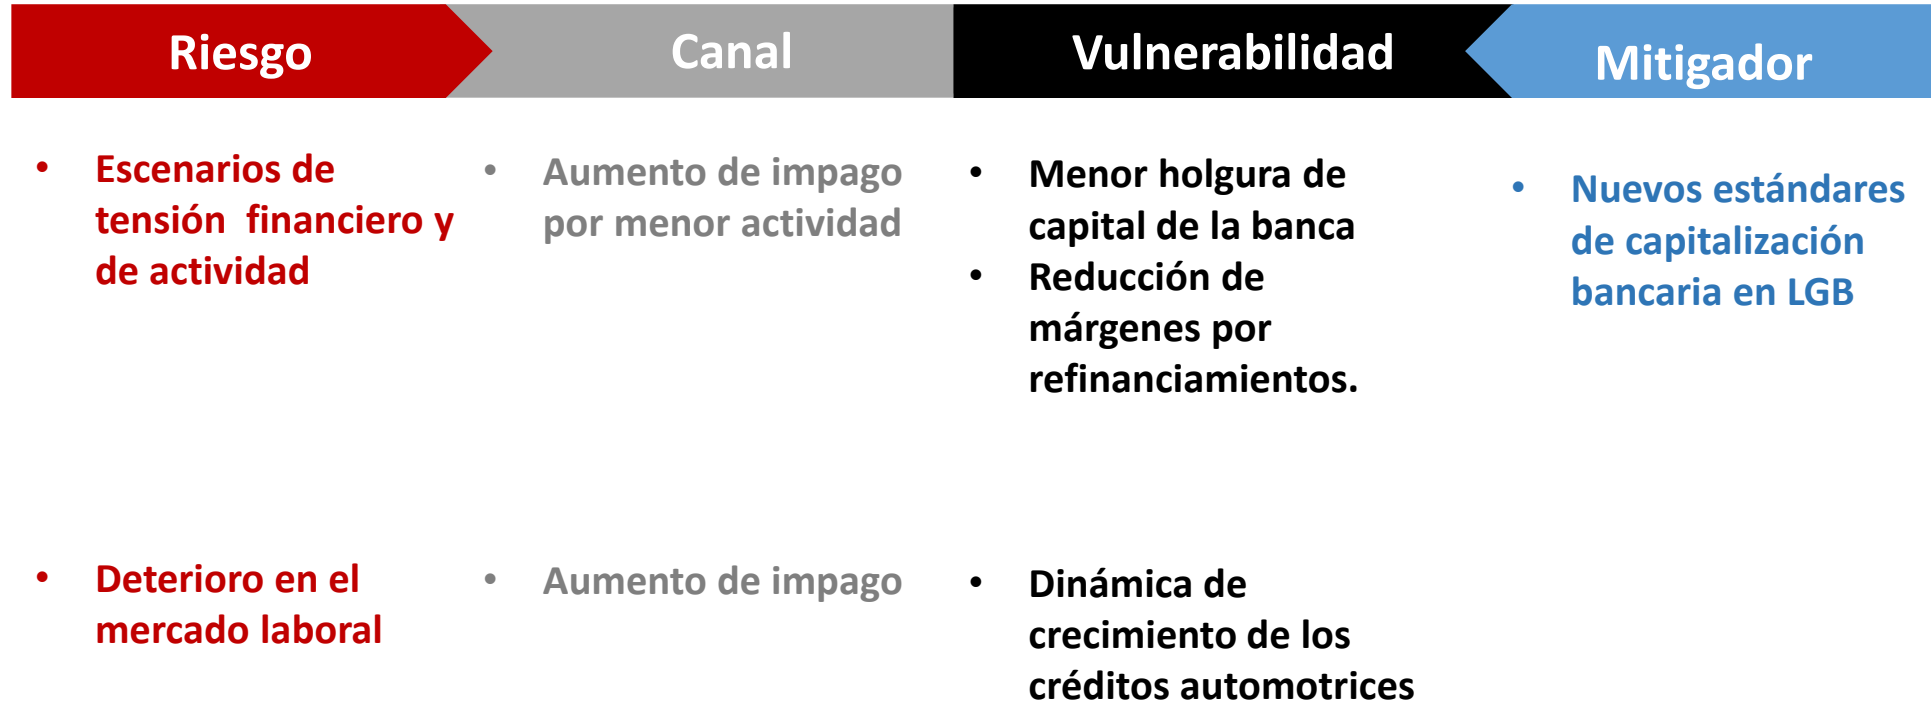 Riesgo
Canal
Vulnerabilidad
Mitigador
• Escenarios de
tensión financiero y
de actividad
• Aumento de impago
por menor actividad
• Menor holgura de
capital de la banca
• Reducción de
márgenes por
refinanciamientos.
• Nuevos estándares
de capitalización
bancaria en LGB
• Deterioro en el
mercado laboral
• Aumento de impago
• Dinámica de
crecimiento de los
créditos automotrices